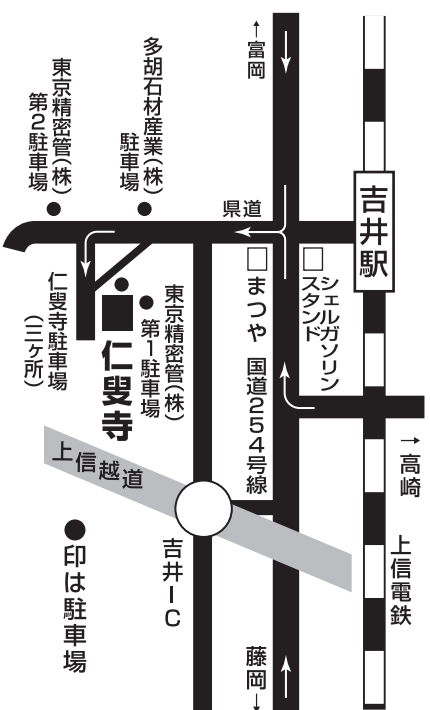 ←富岡
多胡石材産業(株)
駐車場
東京精密管(株)
第2駐車場
県道
吉井駅
シェルガソリン
スタンド
まつや
国道254号線
東京精密管(株)
第1駐車場
仁叟寺
仁叟寺駐車場
(三ヶ所)
→高崎
上信越道
吉井IC
上信電鉄
●印は駐車場
藤岡→